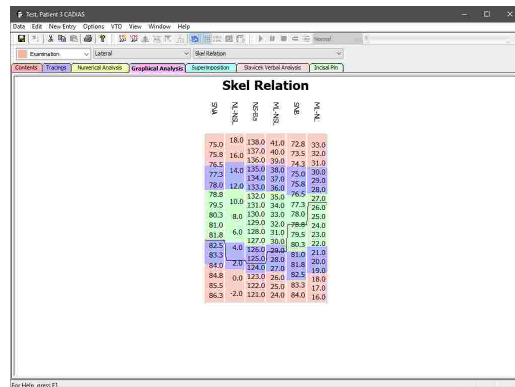 Test, Patient 3 CADIAS
Data Edit New Entry Options VTO View Window Help
Normal
Examination Lateral Skel Relation
Contents Tracings Numerical Analysis Graphical Analysis Superimposition Slavicek Verbal Analysis Incisal Pin
Skel Relation
SNA NL-NSL NS-Ba ML-NSL SNB ML-NL
75.0 18.0 138.0 41.0 72.8 33.0
75.8 16.0 137.0 40.0 73.5 32.0
76.5 136.0 39.0 74.3 31.0
77.3 14.0 135.0 38.0 75.0 30.0
134.0 37.0 29.0
78.0 12.0 133.0 36.0 75.8 28.0
78.8 132.0 35.0 76.5 27.0
79.5 10.0 131.0 34.0 77.3 26.0
80.3 8.0 130.0 33.0 78.0 25.0
81.0 129.0 32.0 78.8 24.0
81.8 6.0 128.0 31.0 79.5 23.0
127.0 30.0 22.0
82.5 4.0 126.0 29.0 80.3 21.0
83.3 125.0 28.0 81.0 20.0
84.0 2.0 124.0 27.0 81.8 19.0
84.8 0.0 123.0 26.0 82.5 18.0
85.5 122.0 25.0 83.3 17.0
86.3 -2.0 121.0 24.0 84.0 16.0
For Help, press F1